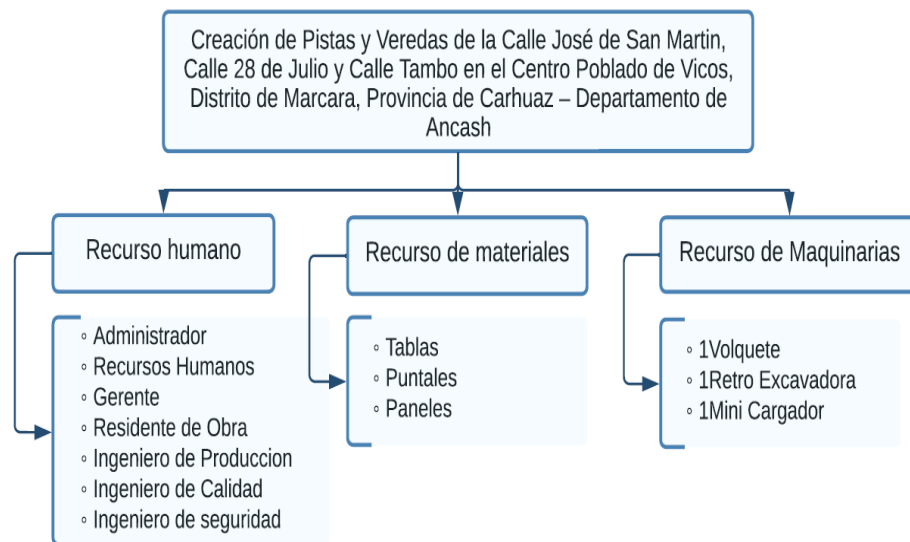 Creación de Pistas y Veredas de la Calle José de San Martin,
Calle 28 de Julio y Calle Tambo en el Centro Poblado de Vicos,
Distrito de Marcara, Provincia de Carhuaz – Departamento de
Ancash
Recurso humano
◦ Administrador
◦ Recursos Humanos
◦ Gerente
◦ Residente de Obra
◦ Ingeniero de Produccion
◦ Ingeniero de Calidad
◦ Ingeniero de seguridad
Recurso de materiales
◦ Tablas
◦ Puntales
◦ Paneles
Recurso de Maquinarias
◦ 1Volquete
◦ 1Retro Excavadora
◦ 1Mini Cargador